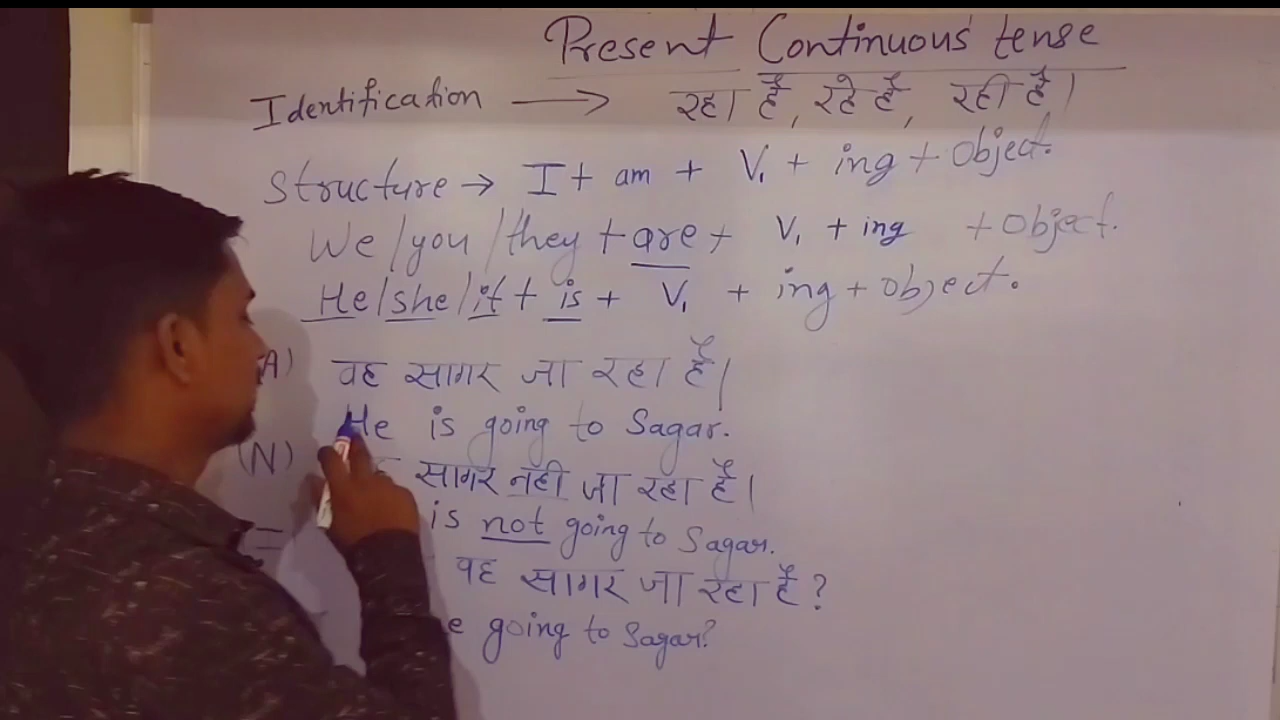 Present Continuous tense
Identification → रहा है, रहे है, रही है।
Structure → I + am + V₁ + ing + Object.
We/you/they + are + V₁ + ing + Object.
He/she/it + is + V₁ + ing + object.
A) वह सागर जा रहा है।
He is going to Sagar.
(N) सागर नही जा रहा है।
is not going to Sagar.
वह सागर जा रहा है?
going to Sagar?